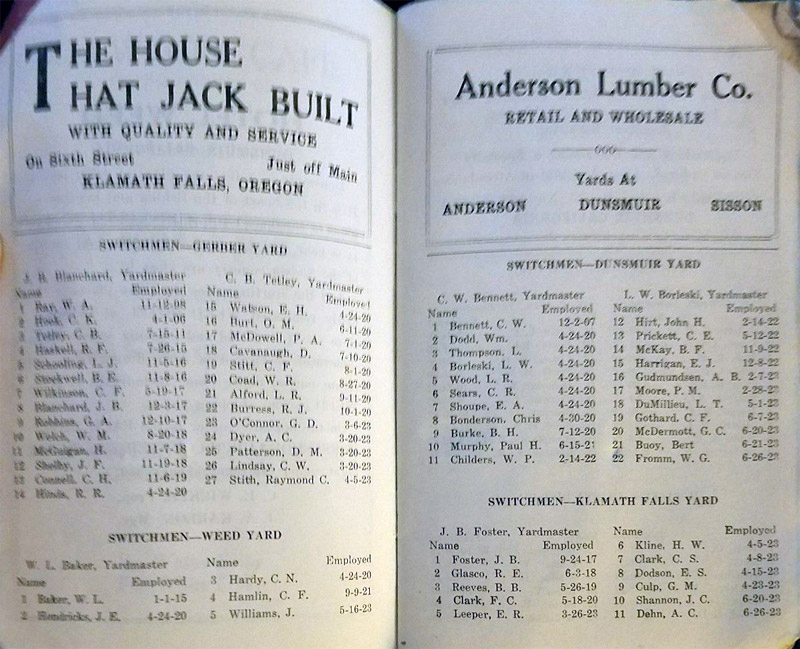 THE HOUSE
THAT JACK BUILT
WITH QUALITY AND SERVICE
On Sixth Street Just off Main
KLAMATH FALLS, OREGON
SWITCHMEN—GERBER YARD
J. B. Blanchard, Yardmaster
Name Employed
1 Ray, W. A. 11-12-08
2 Hook, C. K. 4-1-06
3 Tetley, C. B. 7-15-11
4 Haskell, R. F. 7-26-15
5 Schooling, L. J. 11-5-16
6 Stockwell, B. E. 11-8-16
7 Wilkinson, C. F. 5-19-17
8 Blanchard, J. B. 12-3-17
9 Robbins, G. A. 12-10-17
10 Welch, W. M. 8-20-18
11 McGuigan, H. 11-7-18
12 Shelby, J. F. 11-19-18
13 Connell, C. H. 11-6-19
14 Hinds, R. R. 4-24-20
C. B. Tetley, Yardmaster
Name Employed
15 Watson, E. H. 4-24-20
16 Burt, O. M. 6-11-20
17 McDowell, P. A. 7-1-20
18 Cavanaugh, D. 7-10-20
19 Stitt, C. F. 8-1-20
20 Coad, W. R. 8-27-20
21 Alford, L. R. 9-11-20
22 Burress, R. J. 10-1-20
23 O'Connor, G. D. 3-6-23
24 Dyer, A. C. 3-20-23
25 Patterson, D. M. 3-20-23
26 Lindsay, C. W. 3-20-23
27 Stith, Raymond C. 4-5-23
SWITCHMEN—WEED YARD
W. L. Baker, Yardmaster
Name Employed
1 Baker, W. L. 1-1-15
2 Hendricks, J. E. 4-24-20
Name Employed
3 Hardy, C. N. 4-24-20
4 Hamlin, C. F. 9-9-21
5 Williams, J. 5-16-23
Anderson Lumber Co.
RETAIL AND WHOLESALE
Yards At
ANDERSON DUNSMUIR SISSON
SWITCHMEN—DUNSMUIR YARD
C. W. Bennett, Yardmaster
Name Employed
1 Bennett, C. W. 12-2-07
2 Dodd, Wm. 4-24-20
3 Thompson, L. 4-24-20
4 Borleski, L. W. 4-24-20
5 Wood, L. R. 4-24-20
6 Sears, C. R. 4-24-20
7 Shoupe, E. A. 4-24-20
8 Bonderson, Chris 4-30-20
9 Burke, B. H. 7-12-20
10 Murphy, Paul H. 6-15-21
11 Childers, W. P. 2-14-22
L. W. Borleski, Yardmaster
Name Employed
12 Hirt, John H. 2-14-22
13 Prickett, C. E. 5-12-22
14 McKay, B. F. 11-9-22
15 Harrigan, E. J. 12-8-22
16 Gudmundsen, A. B. 2-7-23
17 Moore, P. M. 2-28-23
18 DuMillieu, L. T. 5-1-23
19 Gothard, C. F. 6-7-23
20 McDermott, G. C. 6-20-23
21 Buoy, Bert 6-21-23
22 Fromm, W. G. 6-26-23
SWITCHMEN—KLAMATH FALLS YARD
J. B. Foster, Yardmaster
Name Employed
1 Foster, J. B. 9-24-17
2 Glasco, R. E. 6-3-18
3 Reeves, B. B. 5-26-19
4 Clark, F. C. 5-18-20
5 Leeper, E. R. 3-26-23
Name Employed
6 Kline, H. W. 4-5-23
7 Clark, C. S. 4-8-23
8 Dodson, E. S. 4-15-23
9 Culp, G. M. 4-23-23
10 Shannon, J. C. 6-20-23
11 Dehn, A. C. 6-26-23